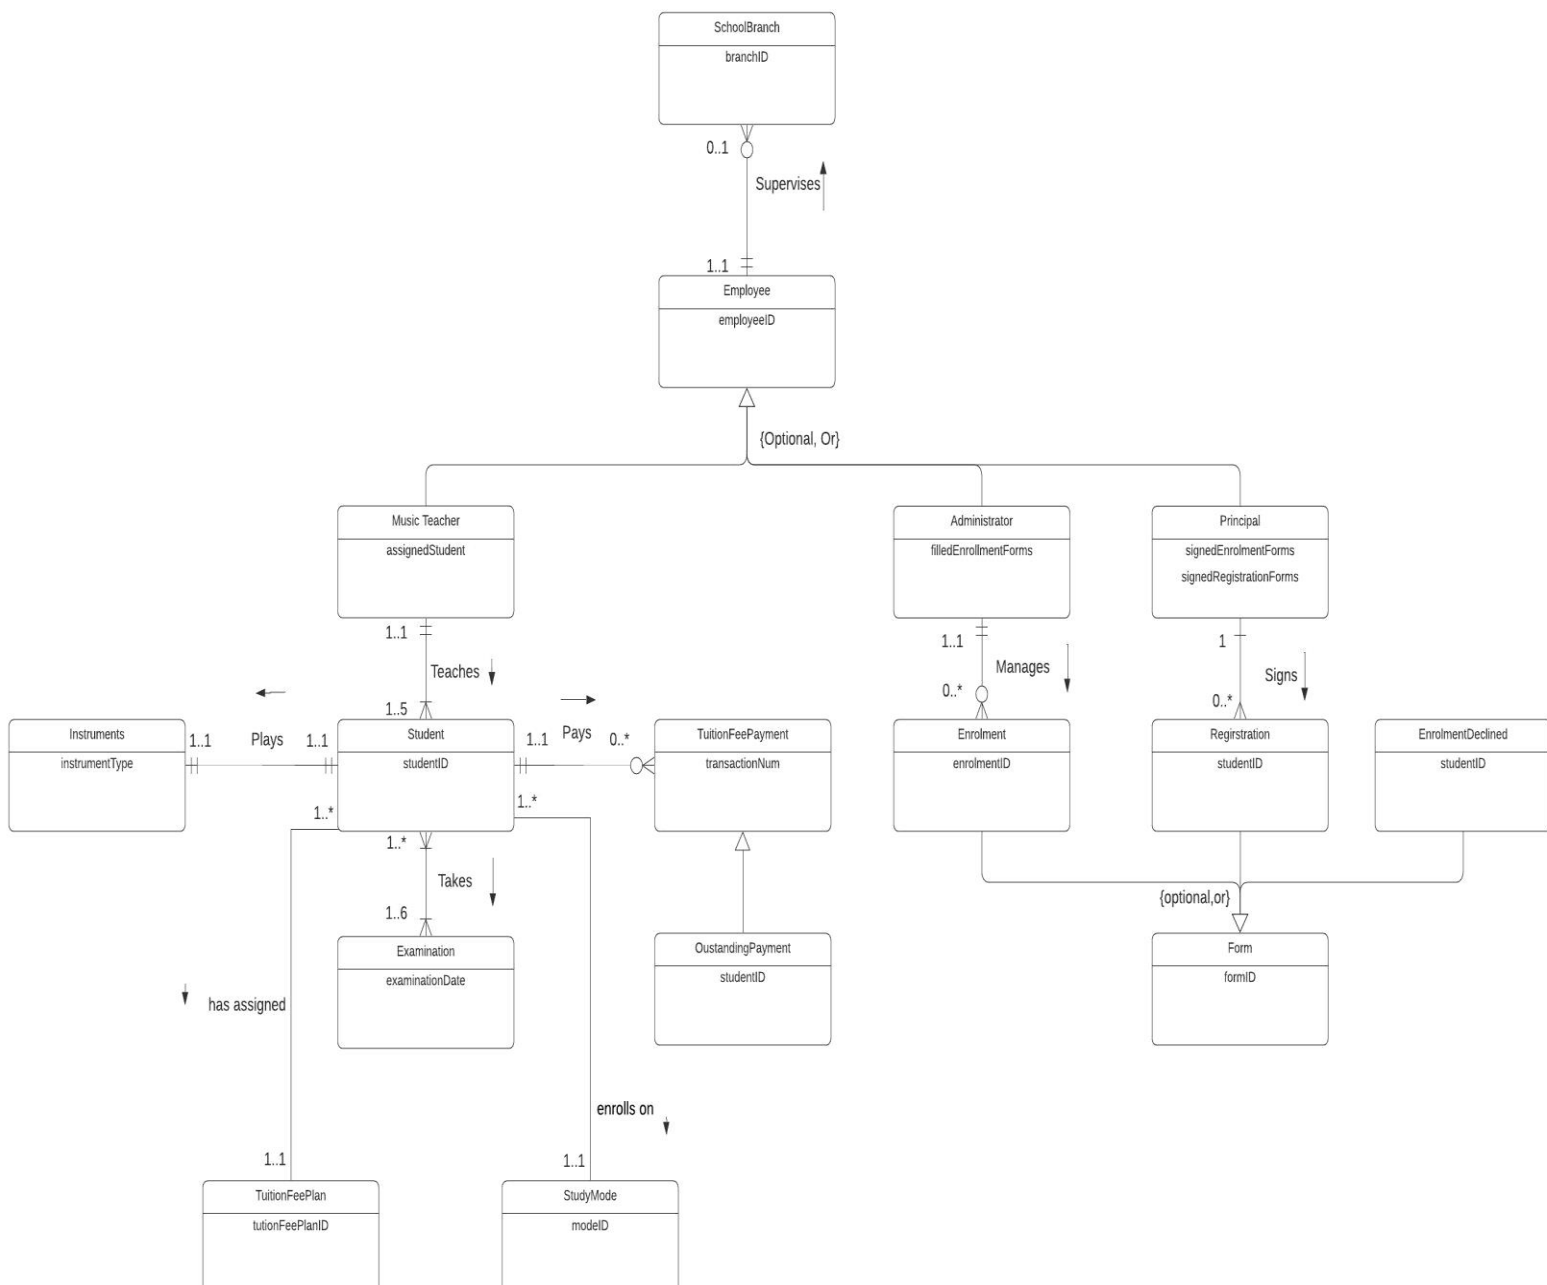 SchoolBranch
branchID
0..1
Supervises
1..1
Employee
employeeID
{Optional, Or}
Music Teacher
assignedStudent
Administrator
filledEnrollmentForms
Principal
signedEnrolmentForms
signedRegistrationForms
1..1
Teaches
1..5
1..1
Manages
0..*
1
Signs
0..*
Instruments
instrumentType
1..1
Plays
1..1
Student
studentID
1..1
Pays
0..*
TuitionFeePayment
transactionNum
Enrolment
enrolmentID
Regirstration
studentID
EnrolmentDeclined
studentID
1..*
1..*
1..*
Takes
1..6
Examination
examinationDate
OustandingPayment
studentID
{optional,or}
Form
formID
has assigned
enrolls on
1..1
1..1
TuitionFeePlan
tutionFeePlanID
StudyMode
modeID